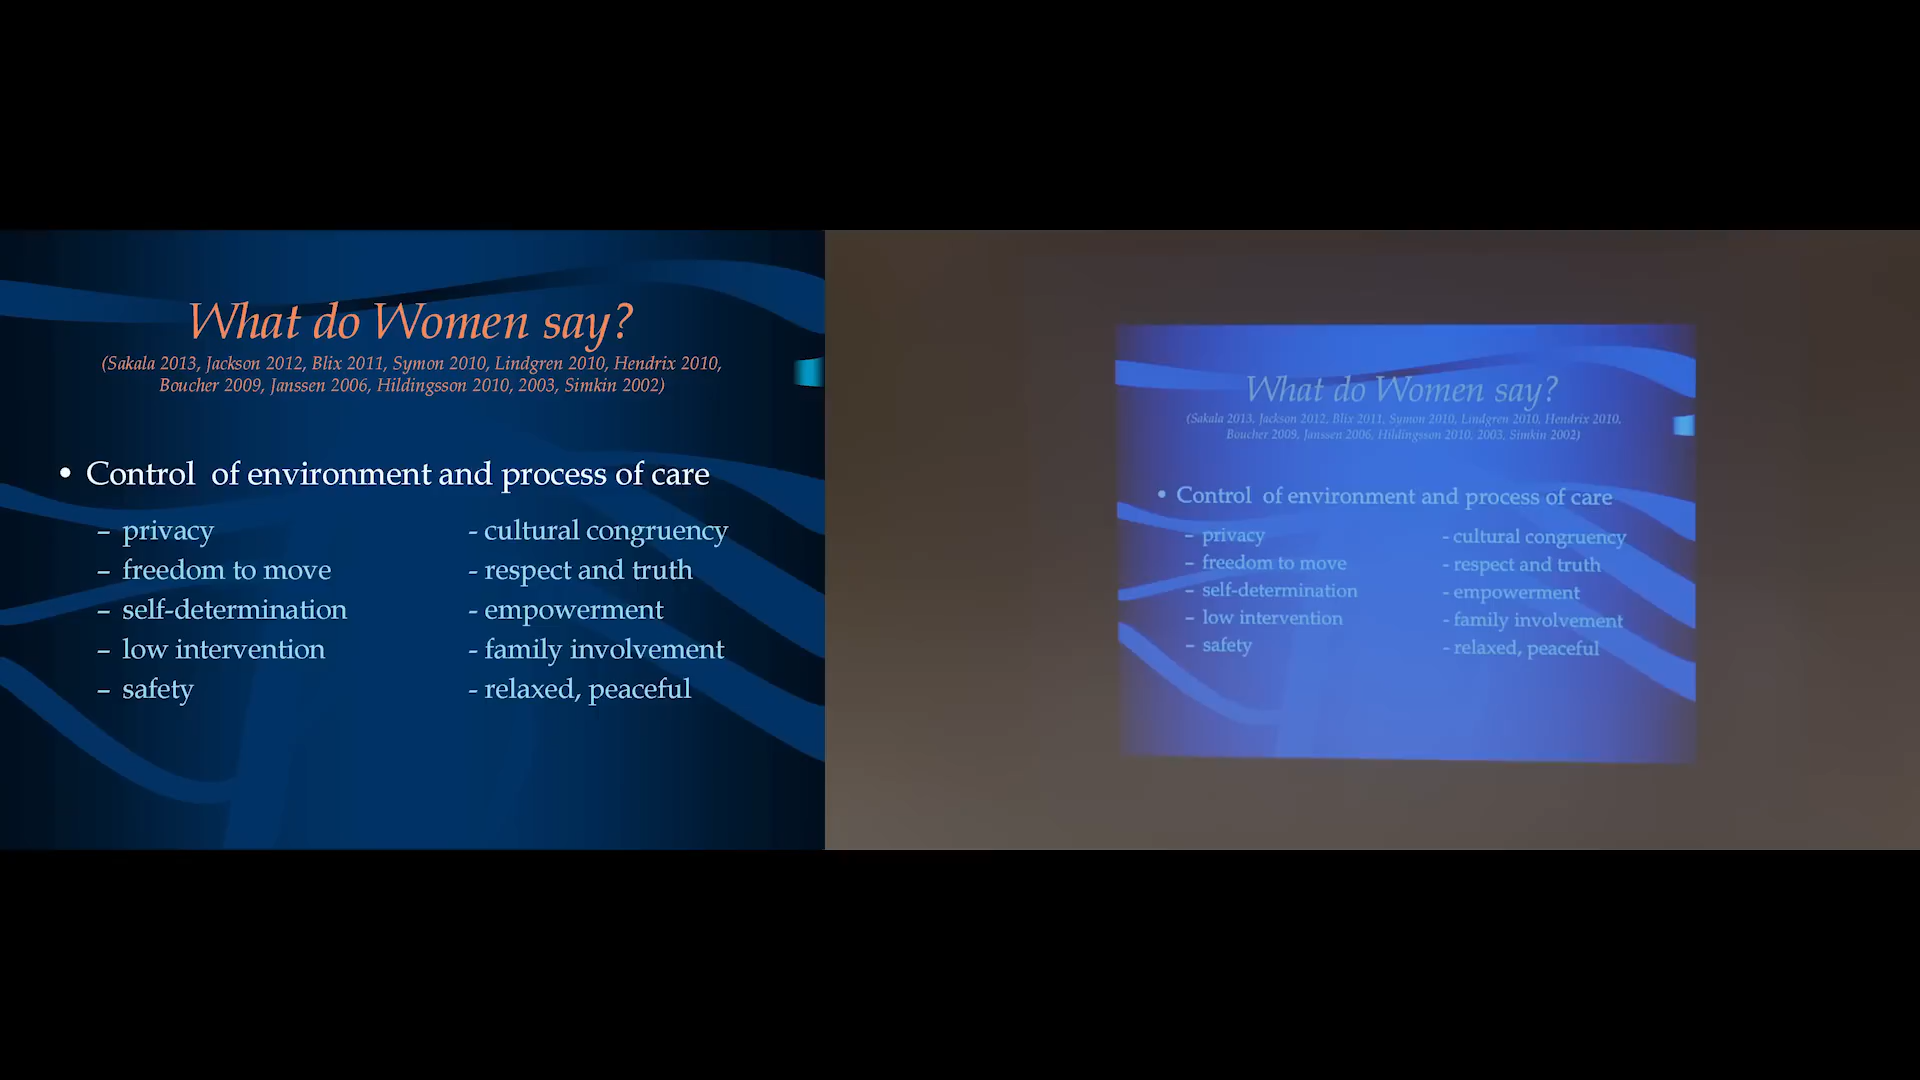 What do Women say?
(Sakala 2013, Jackson 2012, Blix 2011, Symon 2010, Lindgren 2010, Hendrix 2010,
Boucher 2009, Janssen 2006, Hildingsson 2010, 2003, Simkin 2002)
• Control of environment and process of care
– privacy - cultural congruency
– freedom to move - respect and truth
– self-determination - empowerment
– low intervention - family involvement
– safety - relaxed, peaceful
What do Women say?
(Sakala 2013, Jackson 2012, Blix 2011, Symon 2010, Lindgren 2010, Hendrix 2010,
Boucher 2009, Janssen 2006, Hildingsson 2010, 2003, Simkin 2002)
• Control of environment and process of care
– privacy - cultural congruency
– freedom to move - respect and truth
– self-determination - empowerment
– low intervention - family involvement
– safety - relaxed, peaceful